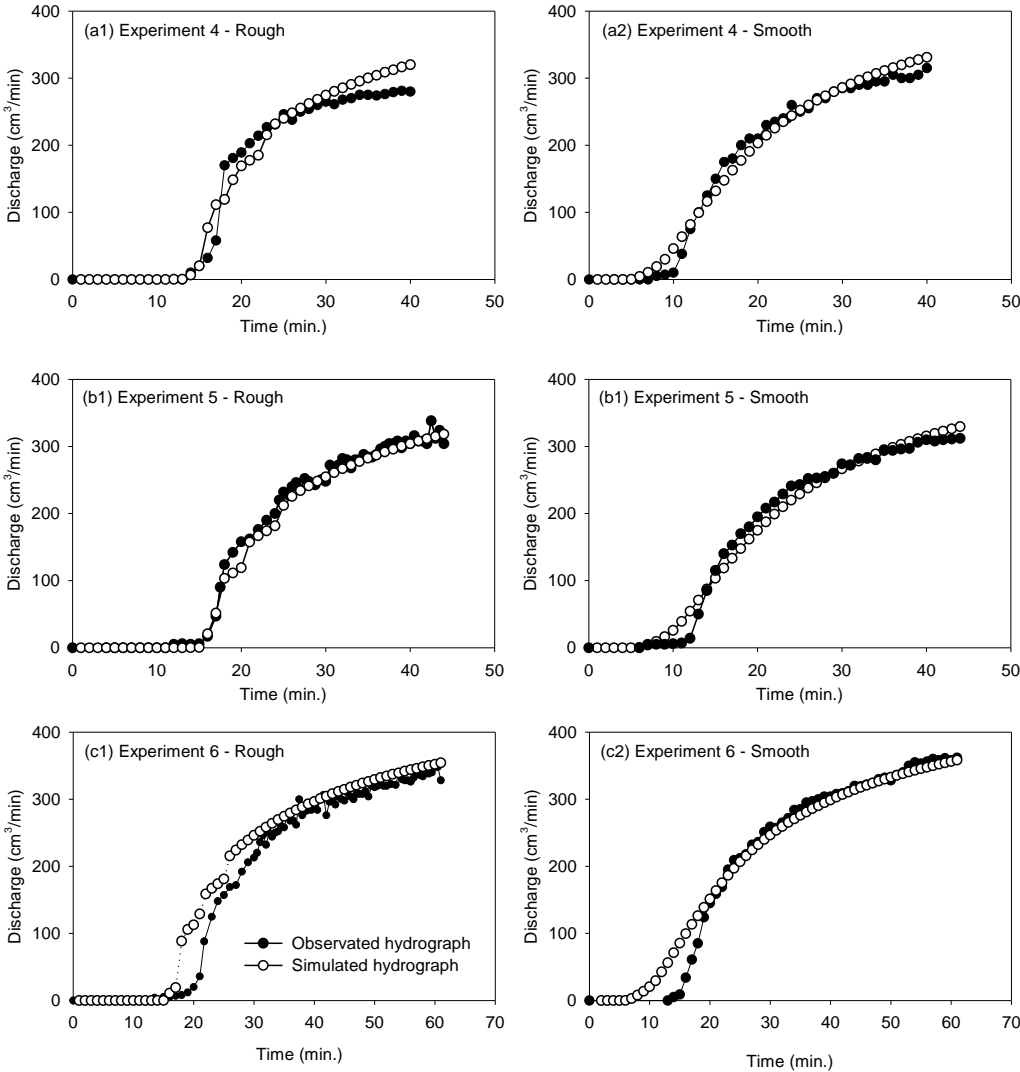 (a1) Experiment 4 - Rough
Discharge (cm³/min)
400
300
200
100
0
0 10 20 30 40 50
Time (min.)
(a2) Experiment 4 - Smooth
Discharge (cm³/min)
400
300
200
100
0
0 10 20 30 40 50
Time (min.)
(b1) Experiment 5 - Rough
Discharge (cm³/min)
400
300
200
100
0
0 10 20 30 40 50
Time (min.)
(b1) Experiment 5 - Smooth
Discharge (cm³/min)
400
300
200
100
0
0 10 20 30 40 50
Time (min.)
(c1) Experiment 6 - Rough
Discharge (cm³/min)
400
300
200
100
0
Observated hydrograph
Simulated hydrograph
0 10 20 30 40 50 60 70
Time (min.)
(c2) Experiment 6 - Smooth
Discharge (cm³/min)
400
300
200
100
0
0 10 20 30 40 50 60 70
Time (min.)